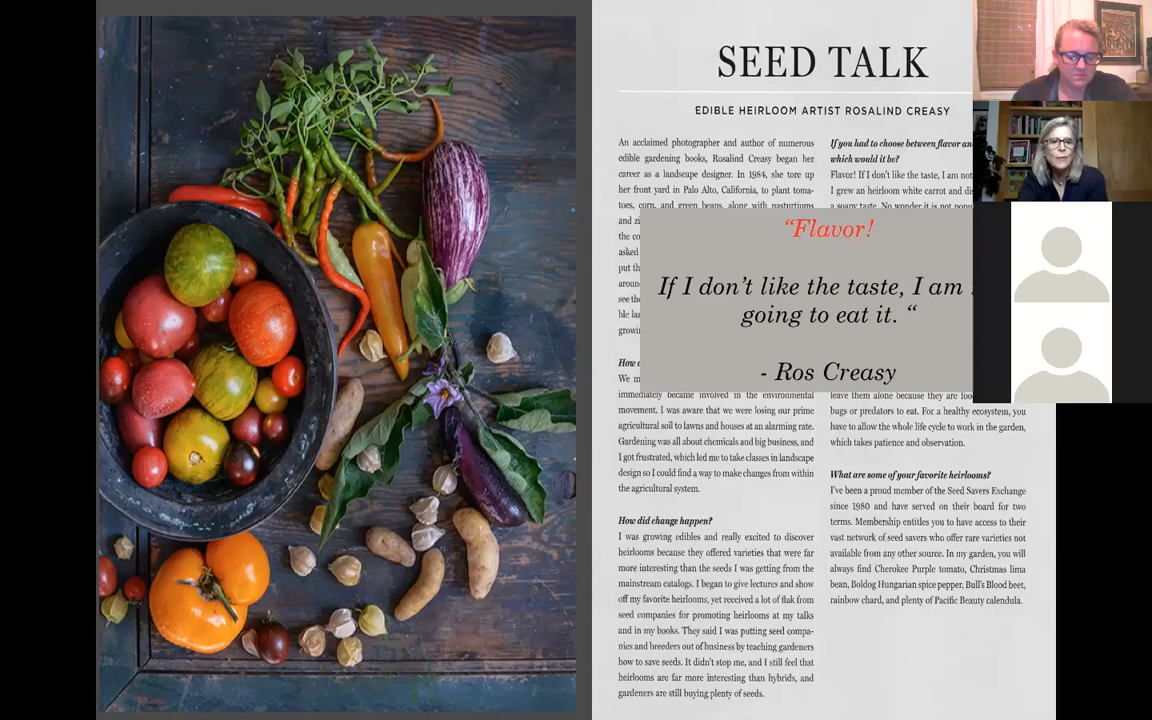 SEED TALK
EDIBLE HEIRLOOM ARTIST ROSALIND CREASY
An acclaimed photographer and author of numerous
edible gardening books, Rosalind Creasy began her
career as a landscape designer. In 1984, she tore up
her front yard in Palo Alto, California, to plant toma-
toes, corn, and green beans, along with nasturtiums
and
the
asked
put
see
We
immediately became involved in the environmental
movement. I was aware that we were losing our prime
agricultural soil to lawns and houses at an alarming rate.
Gardening was all about chemicals and big business, and
I got frustrated, which led me to take classes in landscape
design so I could find a way to make changes from within
the agricultural system.
How did change happen?
I was growing edibles and really excited to discover
heirlooms because they offered varieties that were far
more interesting than the seeds I was getting from the
mainstream catalogs. I began to give lectures and show
off my favorite heirlooms, yet received a lot of flak from
seed companies for promoting heirlooms at my talks
and in my books. They said I was putting seed compa-
nies and breeders out of business by teaching gardeners
how to save seeds. It didn't stop me, and I still feel that
heirlooms are far more interesting than hybrids, and
gardeners are still buying plenty of seeds.
If you had to choose between flavor
which would it be?
Flavor! If I don't like the taste, I am not
I grew an heirloom white carrot and
a soapy taste. No wonder it is not
“Flavor!
If I don’t like the taste, I am
going to eat it. “
- Ros Creasy
leave them alone because they are
bugs or predators to eat. For a healthy ecosystem, you
have to allow the whole life cycle to work in the garden,
which takes patience and observation.
What are some of your favorite heirlooms?
I've been a proud member of the Seed Savers Exchange
since 1980 and have served on their board for two
terms. Membership entitles you to have access to their
vast network of seed savers who offer rare varieties not
available from any other source. In my garden, you will
always find Cherokee Purple tomato, Christmas lima
bean, Boldog Hungarian spice pepper, Bull's Blood beet,
rainbow chard, and plenty of Pacific Beauty calendula.